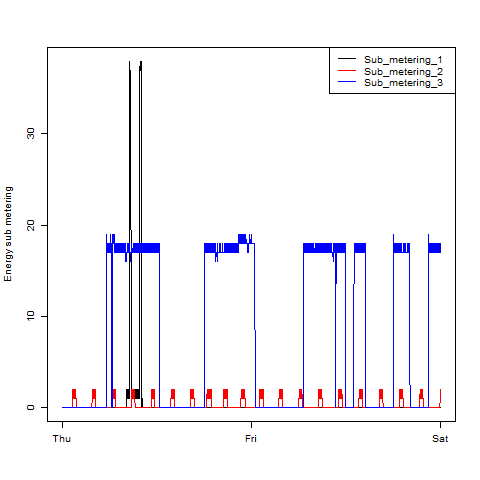 Sub_metering_1
Sub_metering_2
Sub_metering_3
Energy sub metering
30
20
10
0
Thu Fri Sat